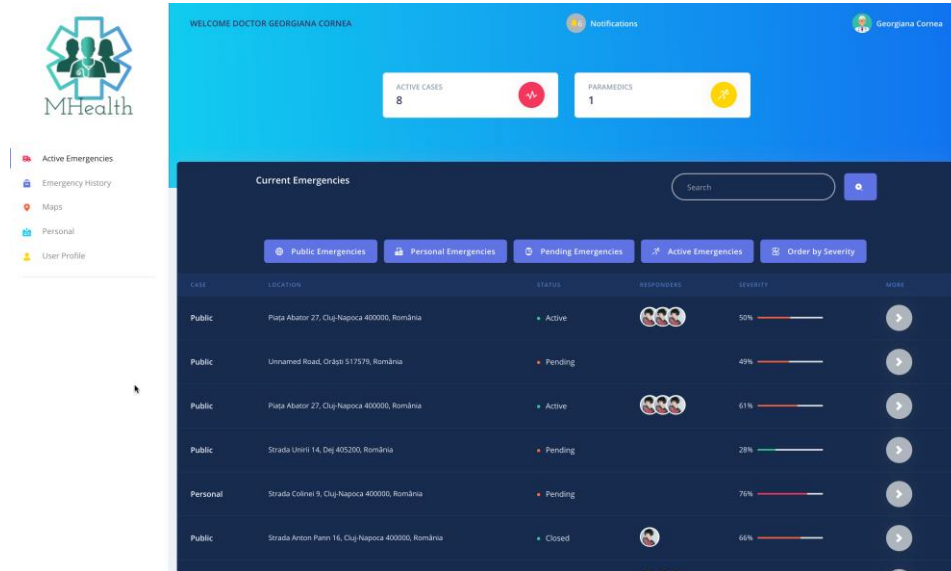 MHealth
Active Emergencies
Emergency History
Maps
Personal
User Profile
WELCOME DOCTOR GEORGIANA CORNEA
Notifications
Georgiana Cornea
ACTIVE CASES
8
PARAMEDICS
1
Current Emergencies
Search
Public Emergencies
Personal Emergencies
Pending Emergencies
Active Emergencies
Order by Severity
CASE LOCATION STATUS RESPONDERS SEVERITY MORE
Public Piața Abator 27, Cluj-Napoca 400000, România Active 50%
Public Unnamed Road, Orăști 517579, România Pending 49%
Public Piața Abator 27, Cluj-Napoca 400000, România Active 61%
Public Strada Unirii 14, Dej 405200, România Pending 28%
Personal Strada Colinei 9, Cluj-Napoca 400000, România Pending 76%
Public Strada Anton Pann 16, Cluj-Napoca 400000, România Closed 66%